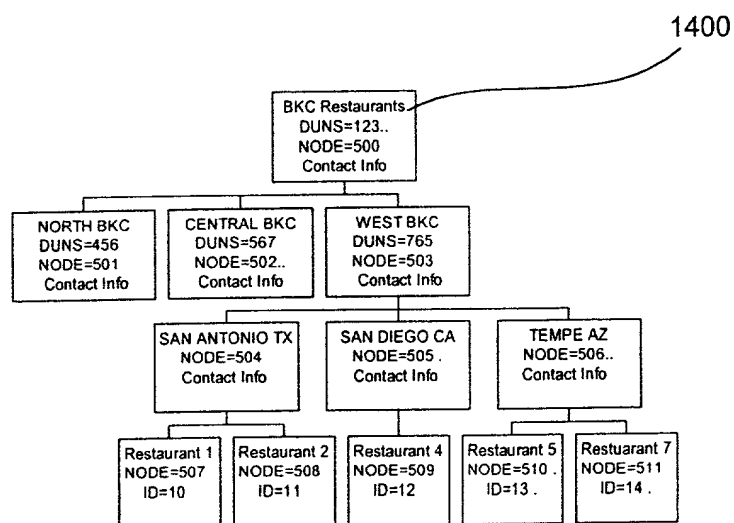 1400
BKC Restaurants
DUNS=123..
NODE=500
Contact Info
NORTH BKC
DUNS=456
NODE=501
Contact Info
CENTRAL BKC
DUNS=567
NODE=502..
Contact Info
WEST BKC
DUNS=765
NODE=503
Contact Info
SAN ANTONIO TX
NODE=504
Contact Info
SAN DIEGO CA
NODE=505 .
Contact Info
TEMPE AZ
NODE=506..
Contact Info
Restaurant 1
NODE=507
ID=10
Restaurant 2
NODE=508
ID=11
Restaurant 4
NODE=509
ID=12
Restaurant 5
NODE=510 .
ID=13 .
Restuarant 7
NODE=511
ID=14 .